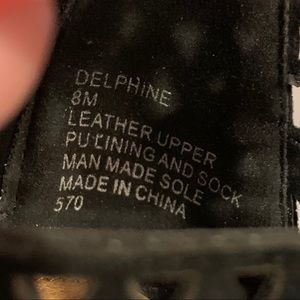 DELPHINE
8M
LEATHER UPPER
PU LINING AND SOCK
MAN MADE SOLE
MADE IN CHINA
570